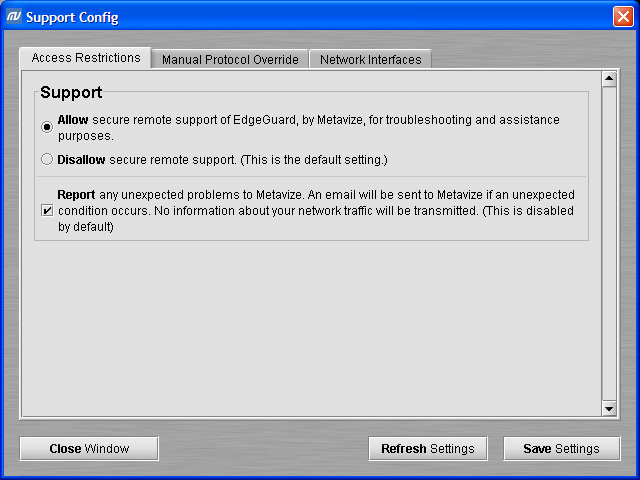 Support Config
Access Restrictions
Manual Protocol Override
Network Interfaces
Support
Allow secure remote support of EdgeGuard, by Metavize, for troubleshooting and assistance
purposes.
Disallow secure remote support. (This is the default setting.)
Report any unexpected problems to Metavize. An email will be sent to Metavize if an unexpected
condition occurs. No information about your network traffic will be transmitted. (This is disabled
by default)
Close Window
Refresh Settings
Save Settings